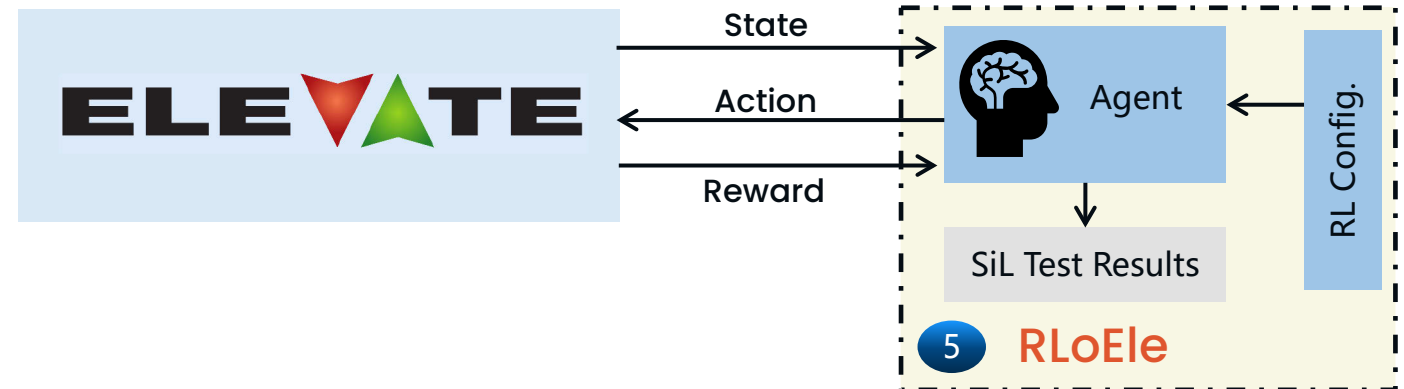 State
ELEVATE
Action
Agent
Reward
RL Config.
SiL Test Results
5
RLoEle